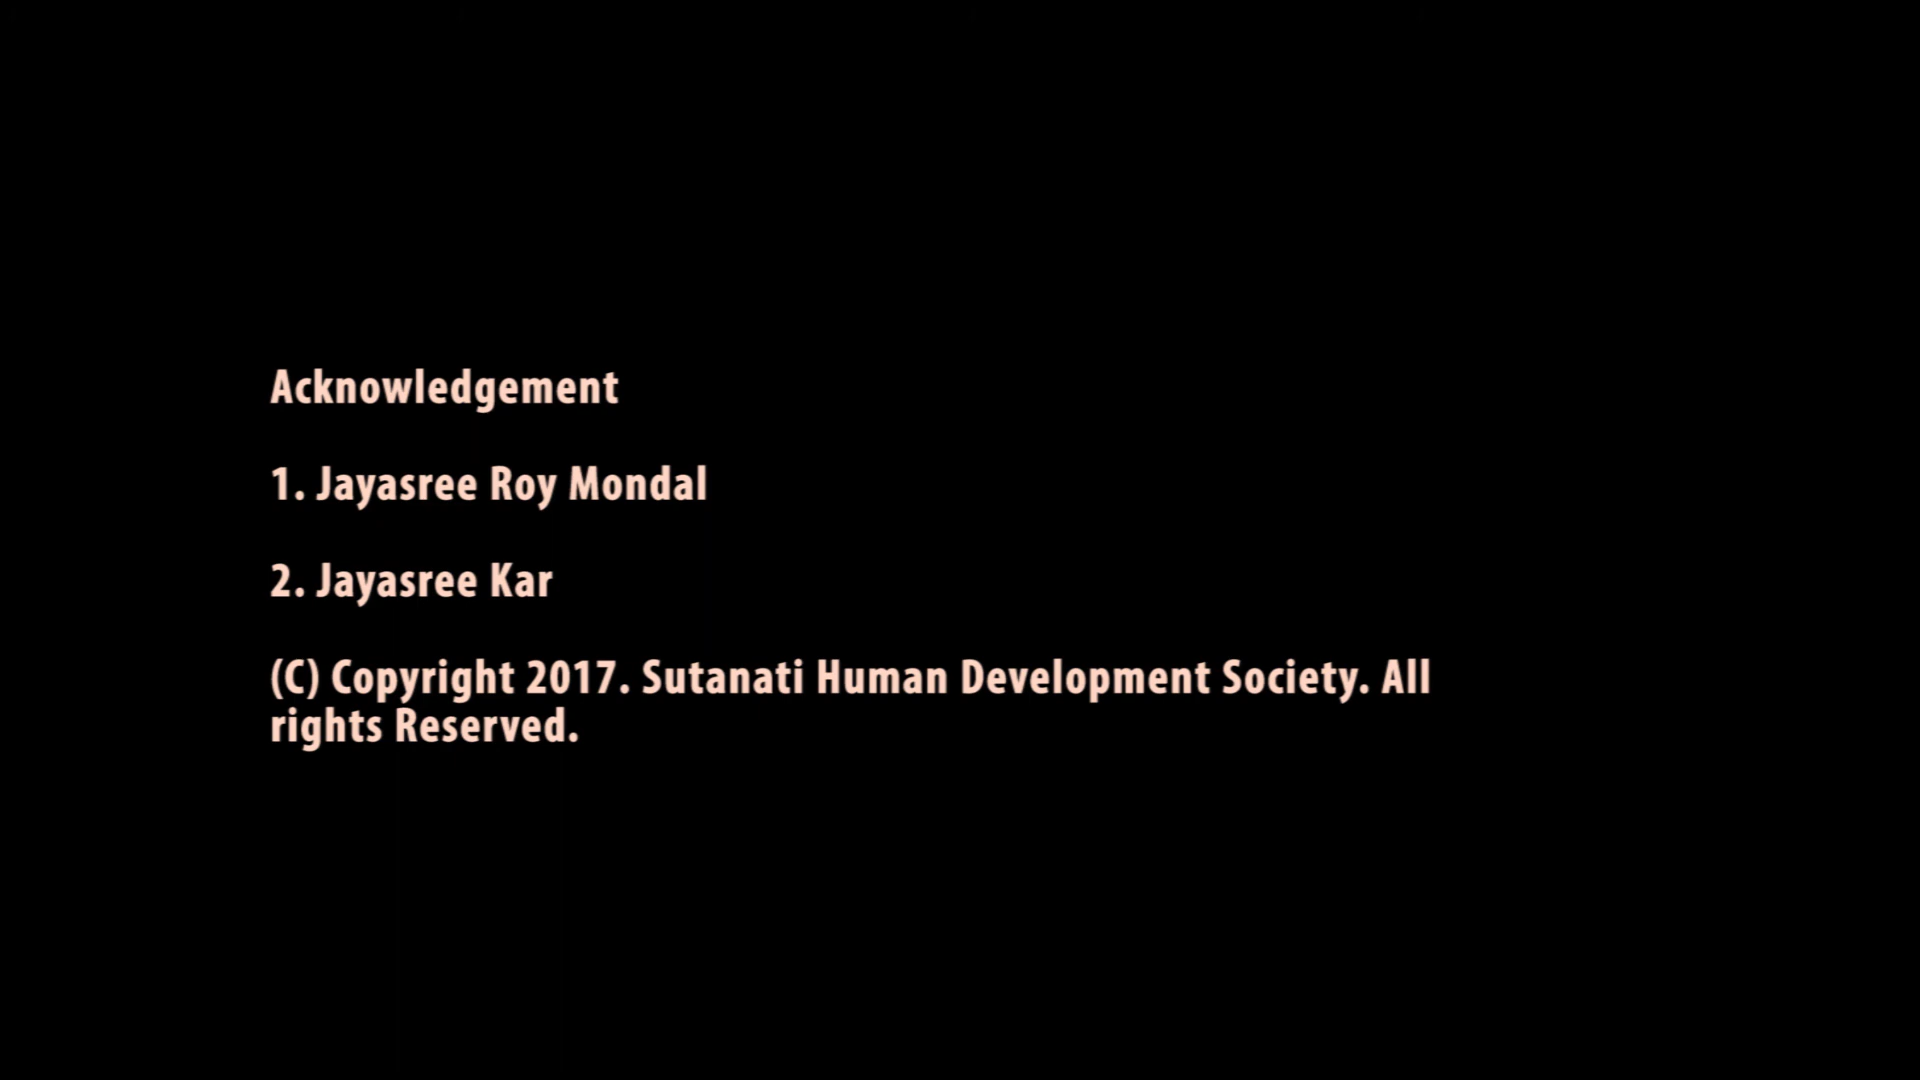 Acknowledgement
1. Jayasree Roy Mondal
2. Jayasree Kar
(C) Copyright 2017. Sutanati Human Development Society. All
rights Reserved.